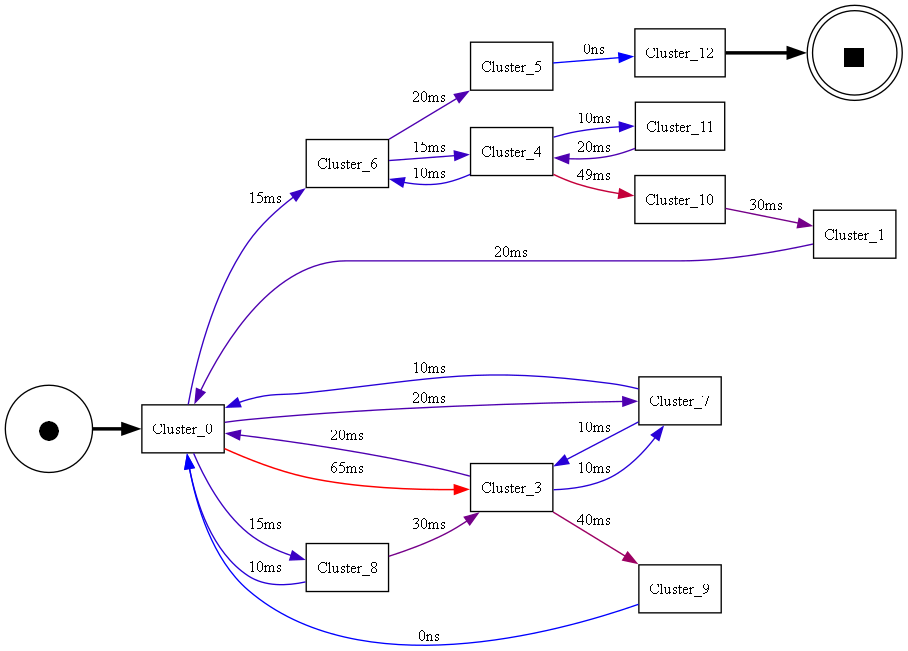 Cluster_5
0ns
Cluster_12
20ms
Cluster_6
15ms
10ms
Cluster_4
10ms
Cluster_11
20ms
49ms
Cluster_10
30ms
Cluster_1
15ms
20ms
10ms
Cluster_7
20ms
Cluster_0
20ms
65ms
10ms
10ms
Cluster_3
15ms
30ms
40ms
10ms
Cluster_8
Cluster_9
0ns